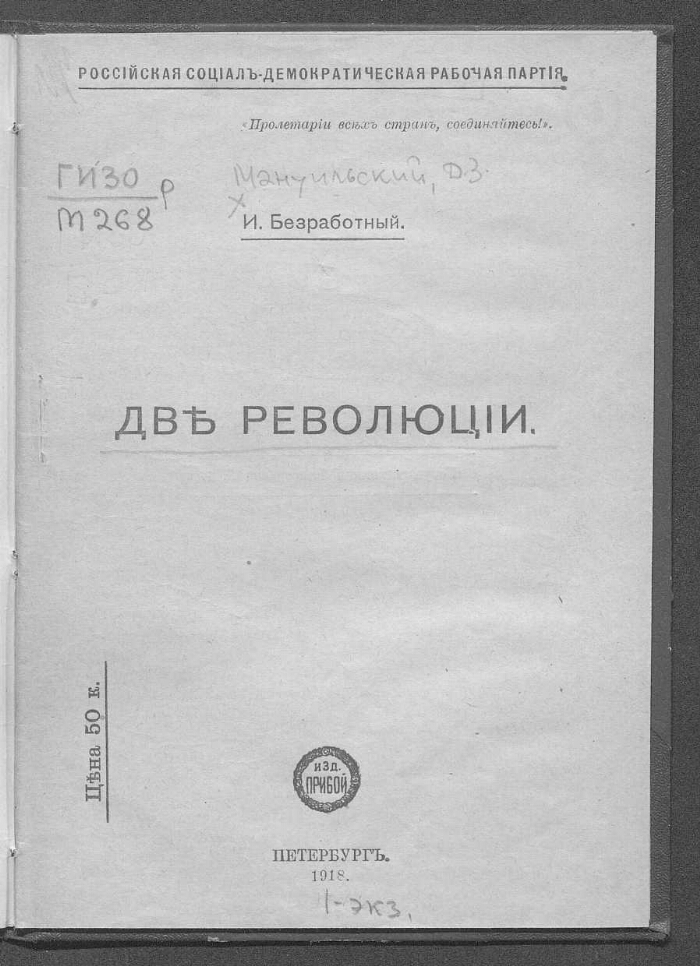 РОССІЙСКАЯ СОЦІАЛЪ-ДЕМОКРАТИЧЕСКАЯ РАБОЧАЯ ПАРТІЯ.
«Пролетаріи всѣхъ странъ, соединяйтесь!».
ГИЗО р
М 268
Мануильский, Д.З.
х
И. Безработный.
ДВѢ РЕВОЛЮЦІИ.
Цѣна 50 к.
ИЗД.
ПРИБОЙ
ПЕТЕРБУРГЪ.
1918.
1-экз.